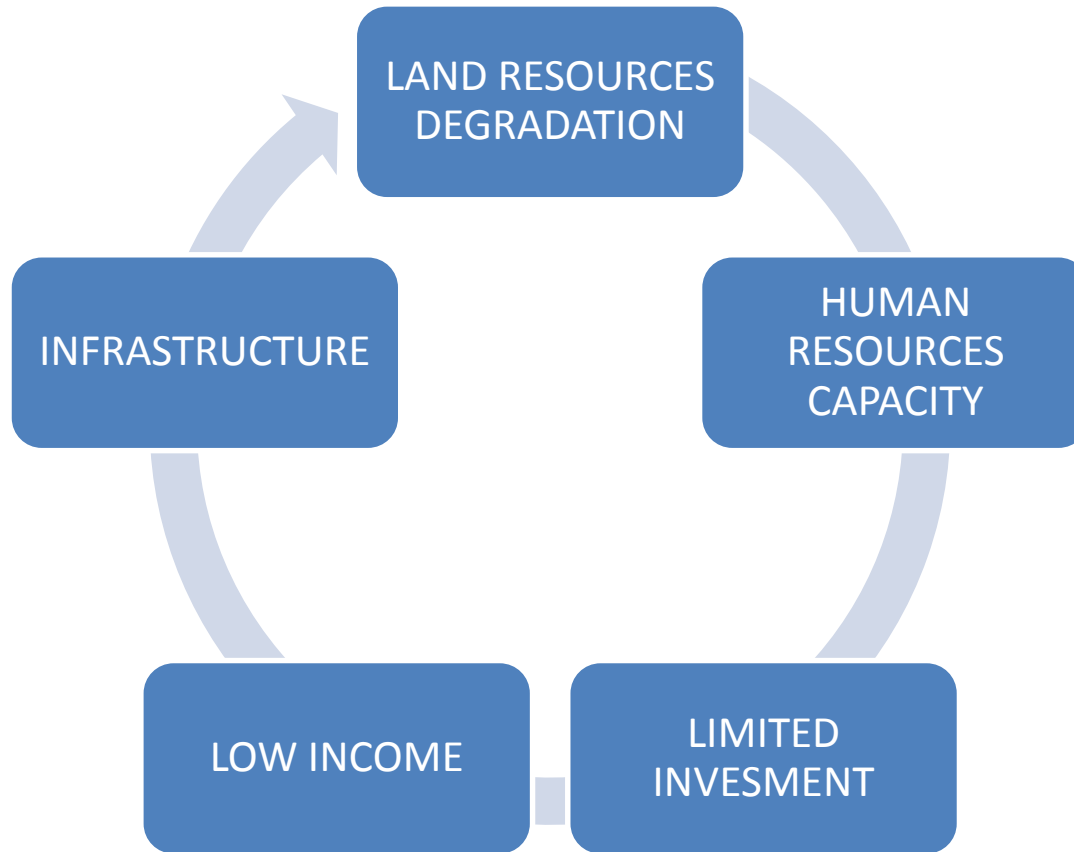 LAND RESOURCES
DEGRADATION
HUMAN
RESOURCES
CAPACITY
LIMITED
INVESMENT
LOW INCOME
INFRASTRUCTURE